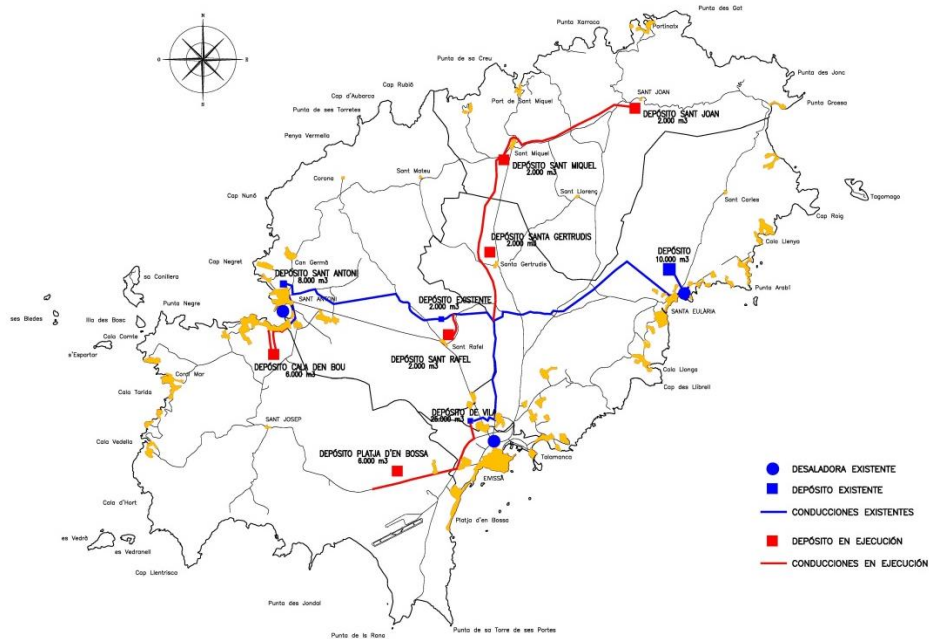 N
O
E
S
Punta des Gat
Punta Xarraca
Portinatx
Punta de sa Creu
Punta des Jonc
Cap Rubió
Cap d'Aubarca
Port de Sant Miquel
SANT JOAN
Punta Grossa
Punta de ses Torretes
DEPÓSITO SANT JOAN
2.000 m3
Penya Vermella
Sant Miquel
DEPÓSITO SANT MIQUEL
2.000 m3
Corona
Sant Mateu
Cap Nunó
Sant Llorenç
Sant Carles
Tagomago
Cap Roig
DEPÓSITO SANTA GERTRUDIS
2.000 m3
Cala Llenya
Cap Negret
Can Germà
Santa Gertrudis
DEPÓSITO
10.000 m3
DEPÓSITO SANT ANTONI
8.000 m3
sa Conillera
Punta Arabí
Punta Negre
SANT ANTONI
DEPÓSITO EXISTENTE
2.000 m3
SANTA EULÀRIA
ses Bledes
Illa des Bosc
Cala Comte
Sant Rafel
s'Espartar
DEPÓSITO SANT RAFEL
2.000 m3
DEPÓSITO CALA DEN BOU
6.000 m3
Cala Llonga
Cala Tarida
Cap des Llibrell
SANT JOSEP
DEPÓSITO DE VILA
Cala Vedella
DEPÓSITO PLATJA D'EN BOSSA
6.000 m3
Talamanca
EIVISSA
DESALADORA EXISTENTE
Cala d'Hort
DEPÓSITO EXISTENTE
Platja d'en Bossa
CONDUCCIONES EXISTENTES
es Vedrà
es Vedranell
DEPÓSITO EN EJECUCIÓN
Cap Llentrisca
CONDUCCIONES EN EJECUCIÓN
Punta des Jondal
Punta de la Rana
Punta de sa Torre de ses Portes